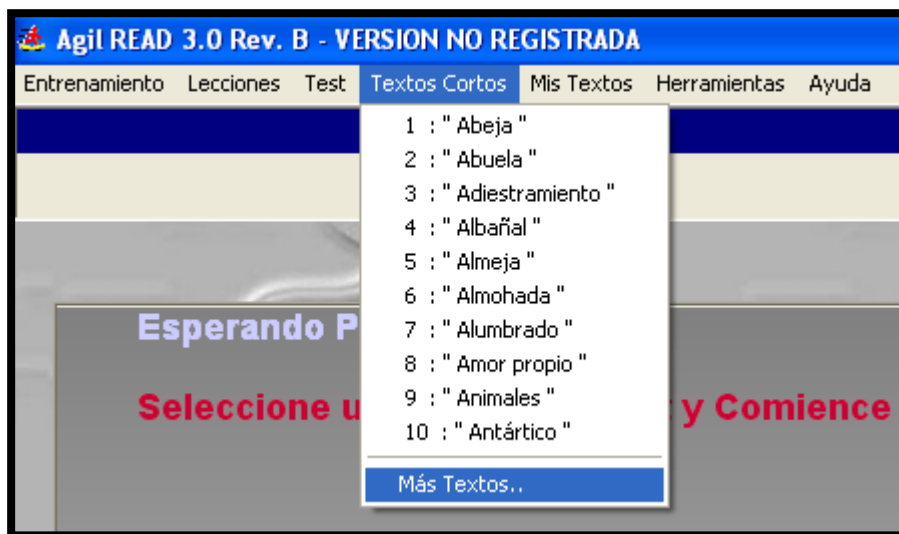 Agil READ 3.0 Rev. B - VERSION NO REGISTRADA
Entrenamiento Lecciones Test Textos Cortos Mis Textos Herramientas Ayuda
1 : " Abeja "
2 : " Abuela "
3 : " Adiestramiento "
4 : " Albañal "
5 : " Almeja "
6 : " Almohada "
7 : " Alumbrado "
8 : " Amor propio "
9 : " Animales "
10 : " Antártico "
Más Textos..
Esperando P
Seleccione u y Comience